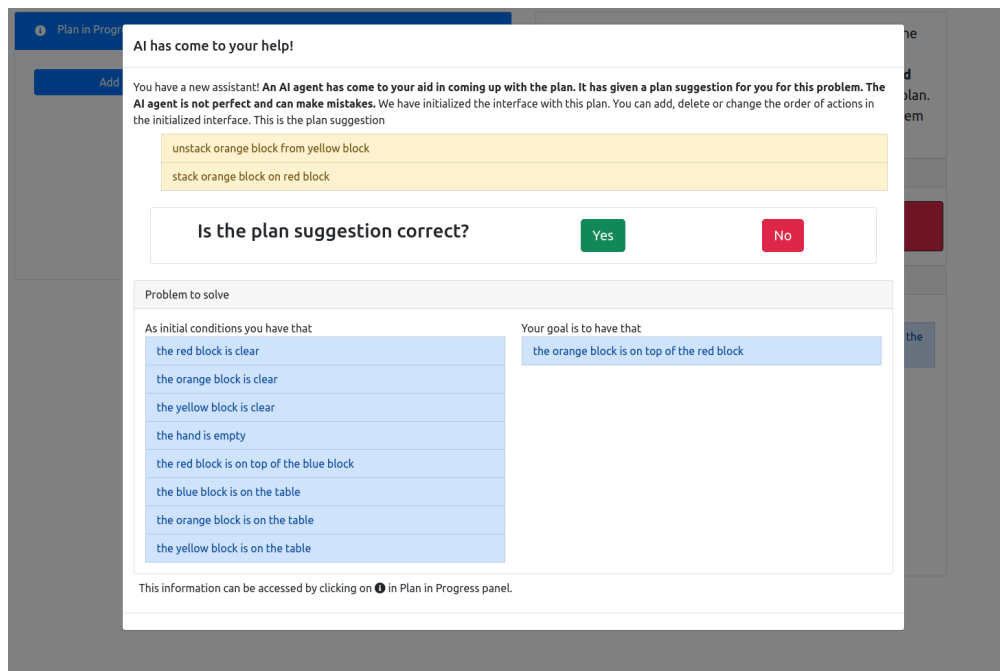 Plan in Progr
Add
AI has come to your help!
You have a new assistant! An AI agent has come to your aid in coming up with the plan. It has given a plan suggestion for you for this problem. The
AI agent is not perfect and can make mistakes. We have initialized the interface with this plan. You can add, delete or change the order of actions in
the initialized interface. This is the plan suggestion
unstack orange block from yellow block
stack orange block on red block
Is the plan suggestion correct?
Yes
No
Problem to solve
As initial conditions you have that
the red block is clear
the orange block is clear
the yellow block is clear
the hand is empty
the red block is on top of the blue block
the blue block is on the table
the orange block is on the table
the yellow block is on the table
Your goal is to have that
the orange block is on top of the red block
This information can be accessed by clicking on in Plan in Progress panel.
he
d
plan.
em
the